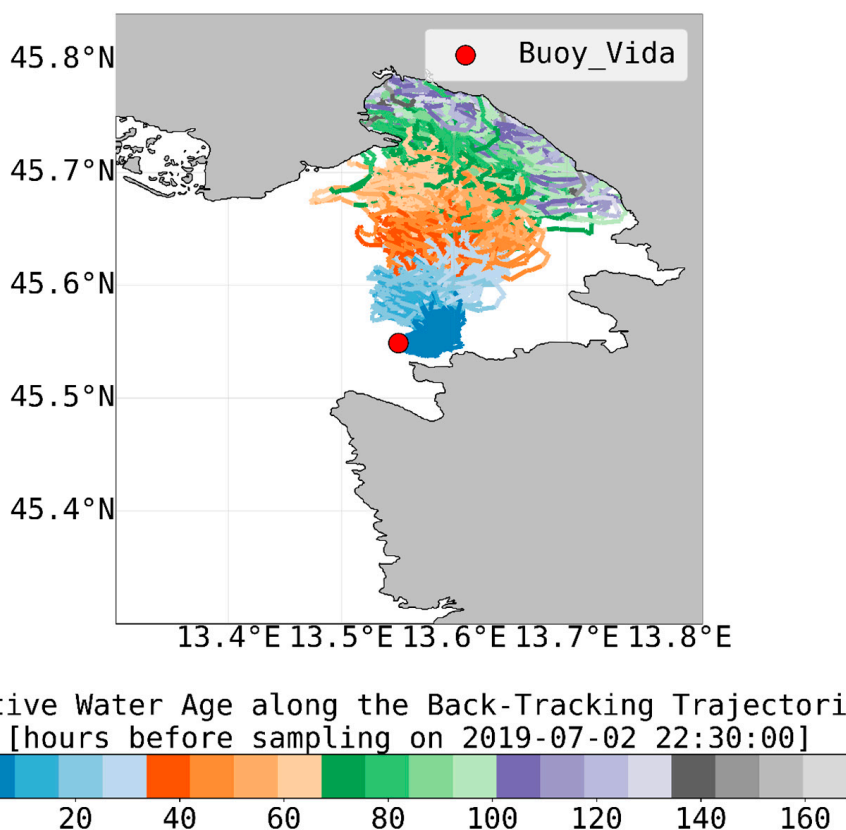 Buoy_Vida
45.8°N
45.7°N
45.6°N
45.5°N
45.4°N
13.4°E 13.5°E 13.6°E 13.7°E 13.8°E
tive Water Age along the Back-Tracking Trajectori
[hours before sampling on 2019-07-02 22:30:00]
20 40 60 80 100 120 140 160